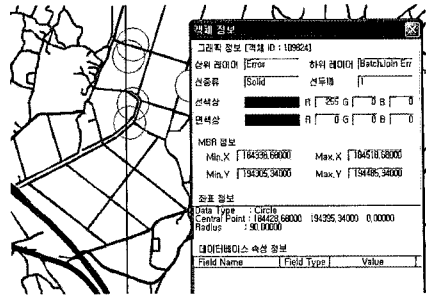 객체 정보
그래픽 정보 [객체 ID : 109824]
상위 레이어 Error 하위 레이어 BatchJoin Err
선종류 Solid 선두께 1
선색상 R 255 G 0 B 0
면색상 R 0 G 0 B 0
MBR 정보
Min.X 184338,68000 Max.X 184518,68000
Min.Y 194305,34000 Max.Y 194485,34000
좌표 정보
Data Type : Circle
Central Point : 184428,68000 194395,34000 0,00000
Radius : 90,00000
데이터베이스 속성 정보
Field Name Field Type Value